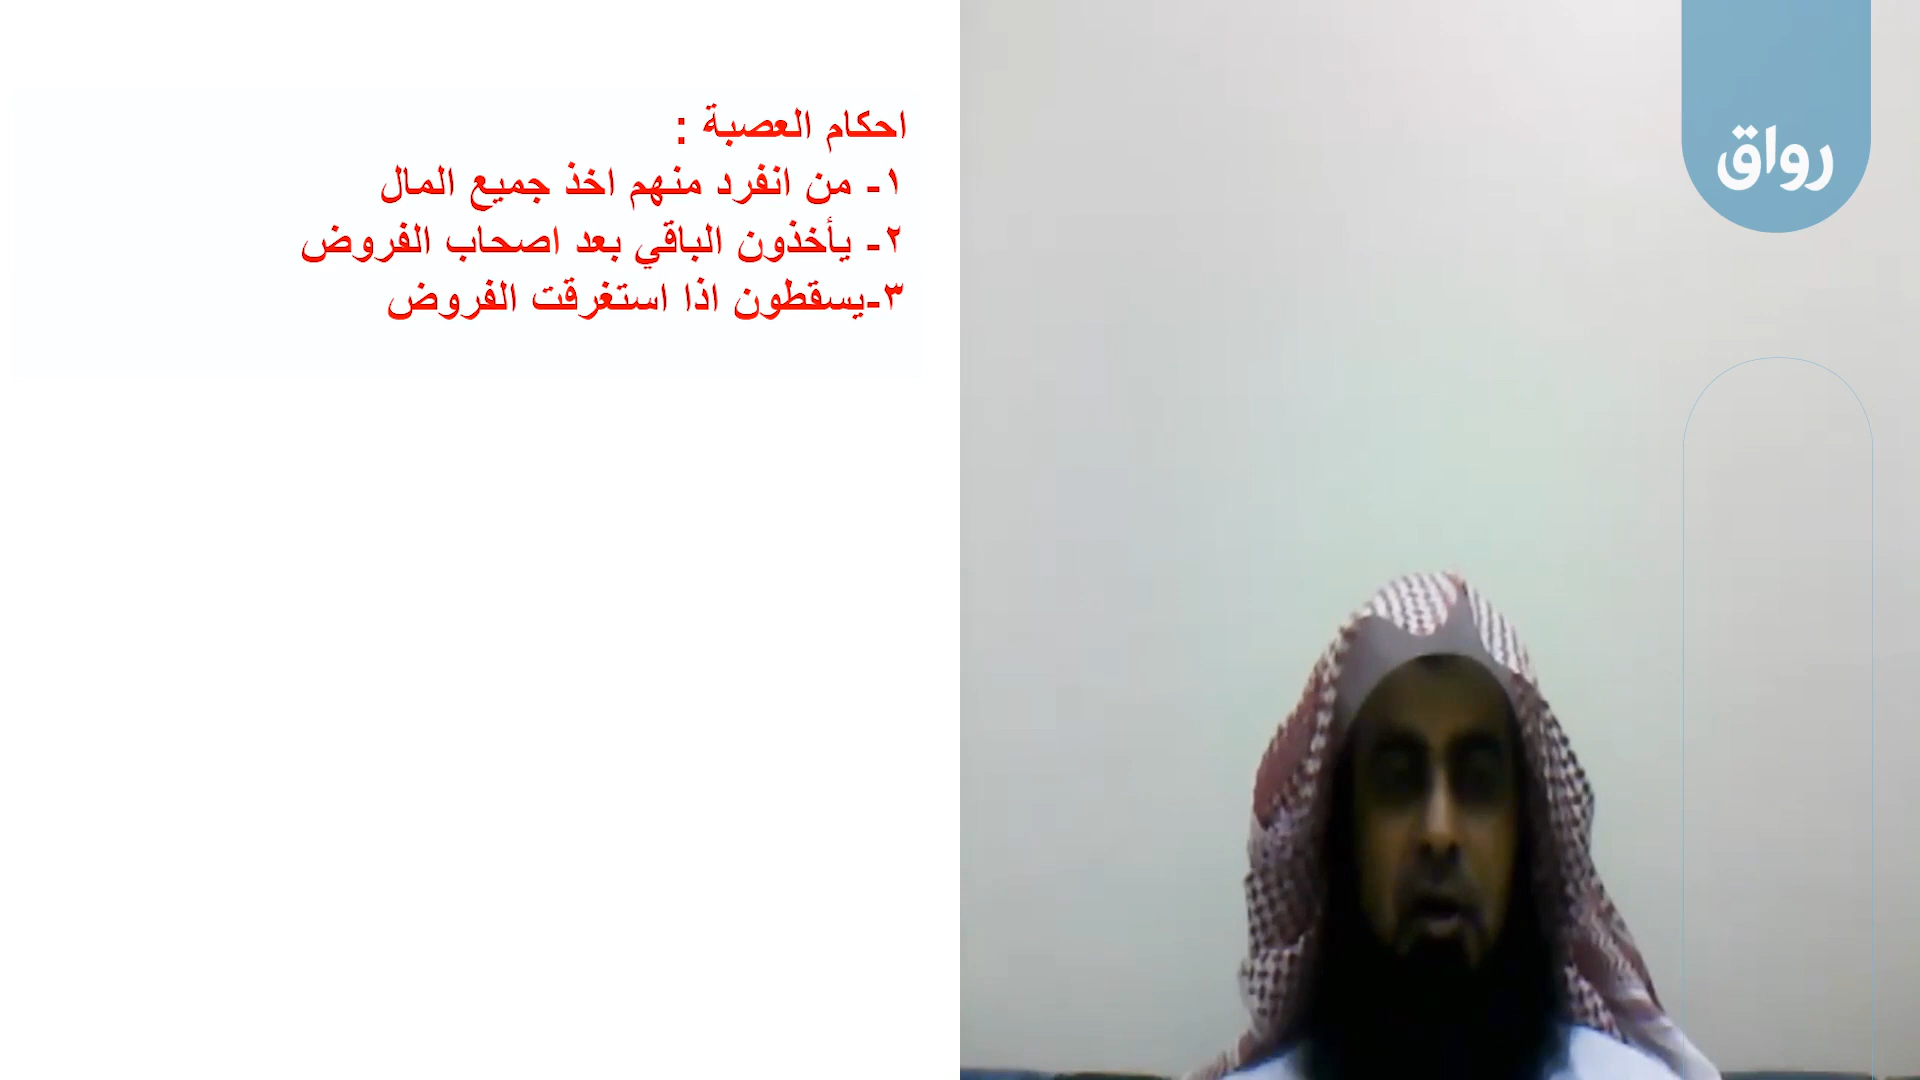 احكام العصبة :
١- من انفرد منهم اخذ جميع المال
٢- يأخذون الباقي بعد اصحاب الفروض
٣-يسقطون اذا استغرقت الفروض
رواق